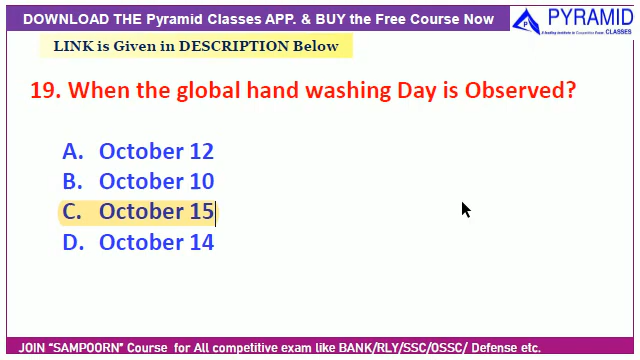 DOWNLOAD THE Pyramid Classes APP. & BUY the Free Course Now
PYRAMID
A leading Institute in Competitive Exam CLASSES
LINK is Given in DESCRIPTION Below
19. When the global hand washing Day is Observed?
A. October 12
B. October 10
C. October 15
D. October 14
JOIN “SAMPOORN” Course for All competitive exam like BANK/RLY/SSC/OSSC/ Defense etc.